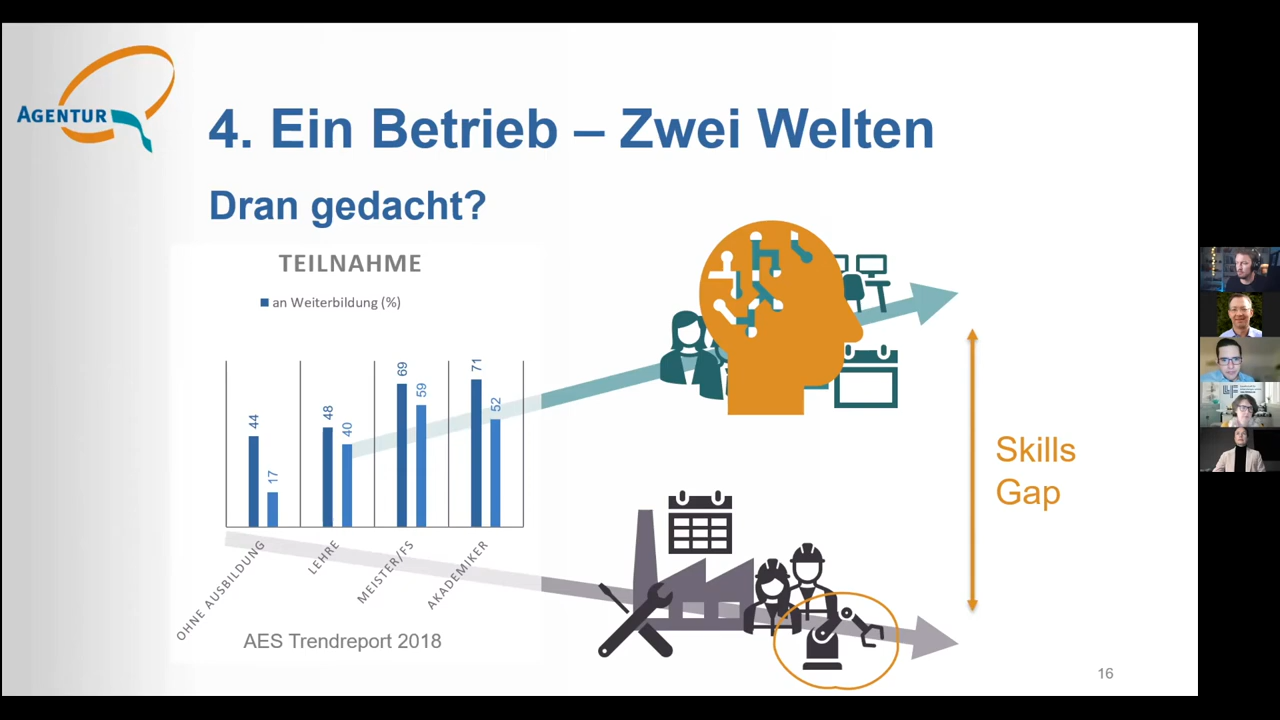 AGENTUR
4. Ein Betrieb – Zwei Welten
Dran gedacht?
TEILNAHME
an Weiterbildung (%)
44
17
48
40
69
59
71
52
OHNE AUSBILDUNG
LEHRE
MEISTER/FS
AKADEMIKER
AES Trendreport 2018
Skills
Gap
16